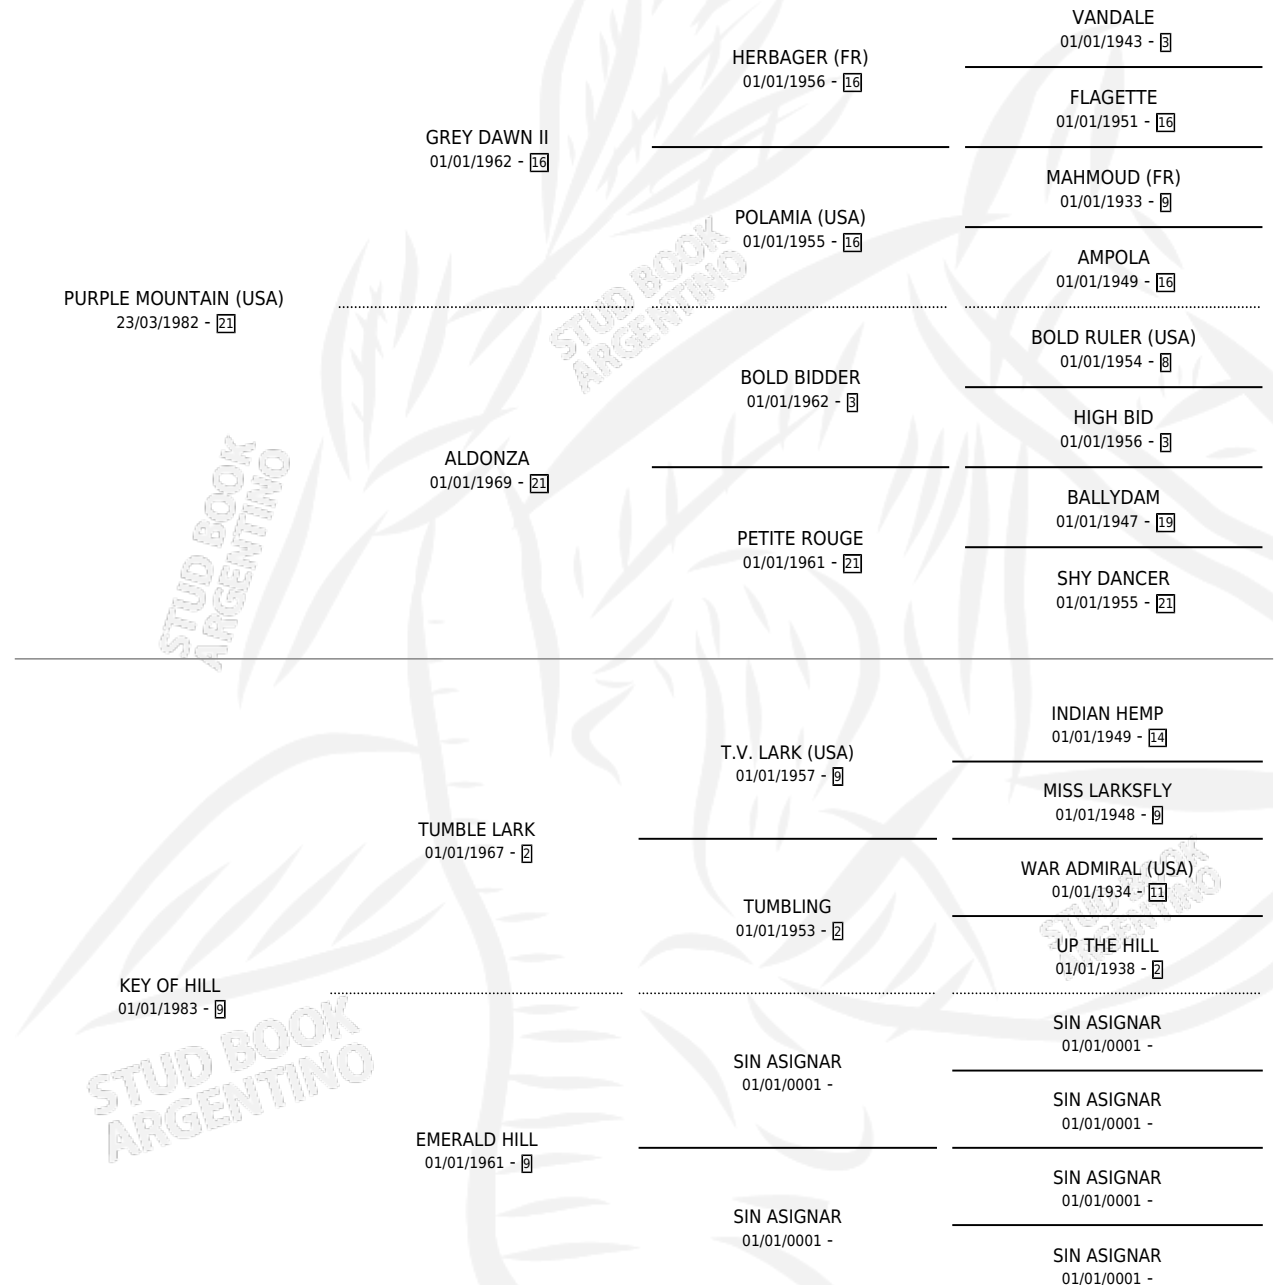 VANDALE
01/01/1943 - 3
HERBAGER (FR)
01/01/1956 - 16
FLAGETTE
01/01/1951 - 16
GREY DAWN II
01/01/1962 - 16
MAHMOUD (FR)
01/01/1933 - 9
POLAMIA (USA)
01/01/1955 - 16
AMPOLA
01/01/1949 - 16
PURPLE MOUNTAIN (USA)
23/03/1982 - 21
STUD BOOK
ARGENTINO
BOLD RULER (USA)
01/01/1954 - 8
BOLD BIDDER
01/01/1962 - 3
HIGH BID
01/01/1956 - 3
ALDONZA
01/01/1969 - 21
BALLYDAM
01/01/1947 - 19
PETITE ROUGE
01/01/1961 - 21
SHY DANCER
01/01/1955 - 21
STUD BOOK
ARGENTINO
INDIAN HEMP
01/01/1949 - 14
T.V. LARK (USA)
01/01/1957 - 9
MISS LARKSFLY
01/01/1948 - 9
TUMBLE LARK
01/01/1967 - 2
WAR ADMIRAL (USA)
01/01/1934 - 11
TUMBLING
01/01/1953 - 2
UP THE HILL
01/01/1938 - 2
STUD BOOK
ARGENTINO
KEY OF HILL
01/01/1983 - 9
SIN ASIGNAR
01/01/0001 -
SIN ASIGNAR
01/01/0001 -
SIN ASIGNAR
01/01/0001 -
STUD BOOK
ARGENTINO
EMERALD HILL
01/01/1961 - 9
SIN ASIGNAR
01/01/0001 -
SIN ASIGNAR
01/01/0001 -
SIN ASIGNAR
01/01/0001 -